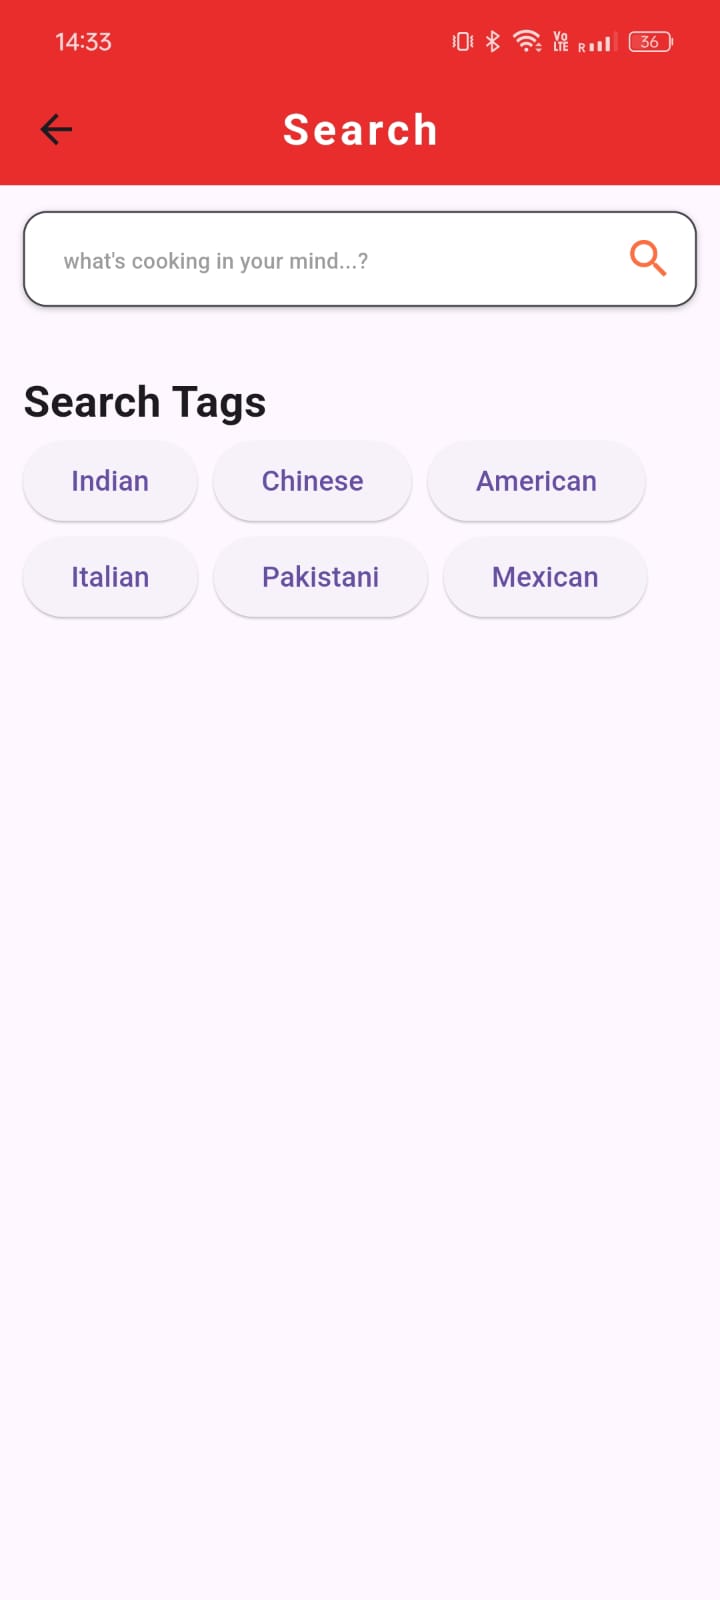 14:33 Vo LTE R 36
Search
what's cooking in your mind...?
Search Tags
Indian Chinese American
Italian Pakistani Mexican